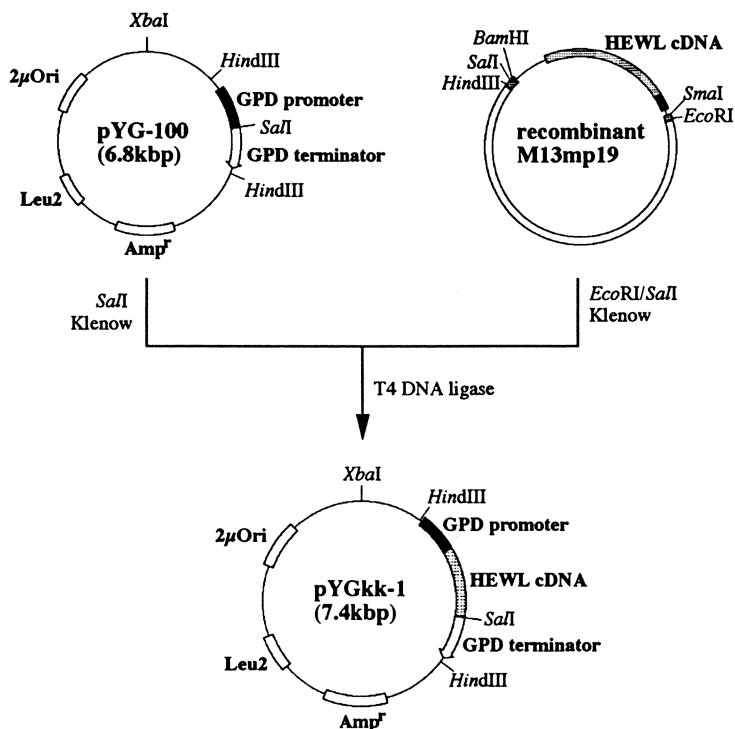 XbaI
HindIII
2μOri
GPD promoter
pYG-100
(6.8kbp)
SalI
GPD terminator
HindIII
Leu2
Ampr
BamHI
SalI
HindIII
HEWL cDNA
SmaI
EcoRI
recombinant
M13mp19
SalI
Klenow
EcoRI/SalI
Klenow
T4 DNA ligase
XbaI
HindIII
GPD promoter
2μOri
HEWL cDNA
pYGkk-1
(7.4kbp)
SalI
GPD terminator
Leu2
HindIII
Ampr